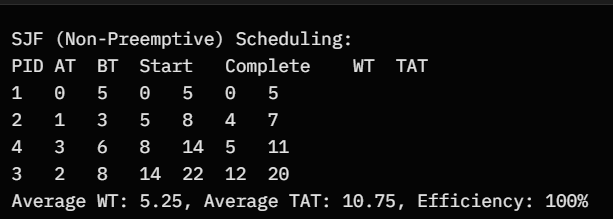 SJF (Non-Preemptive) Scheduling:
PID AT BT Start Complete WT TAT
1 0 5 0 5 0 5
2 1 3 5 8 4 7
4 3 6 8 14 5 11
3 2 8 14 22 12 20
Average WT: 5.25, Average TAT: 10.75, Efficiency: 100%